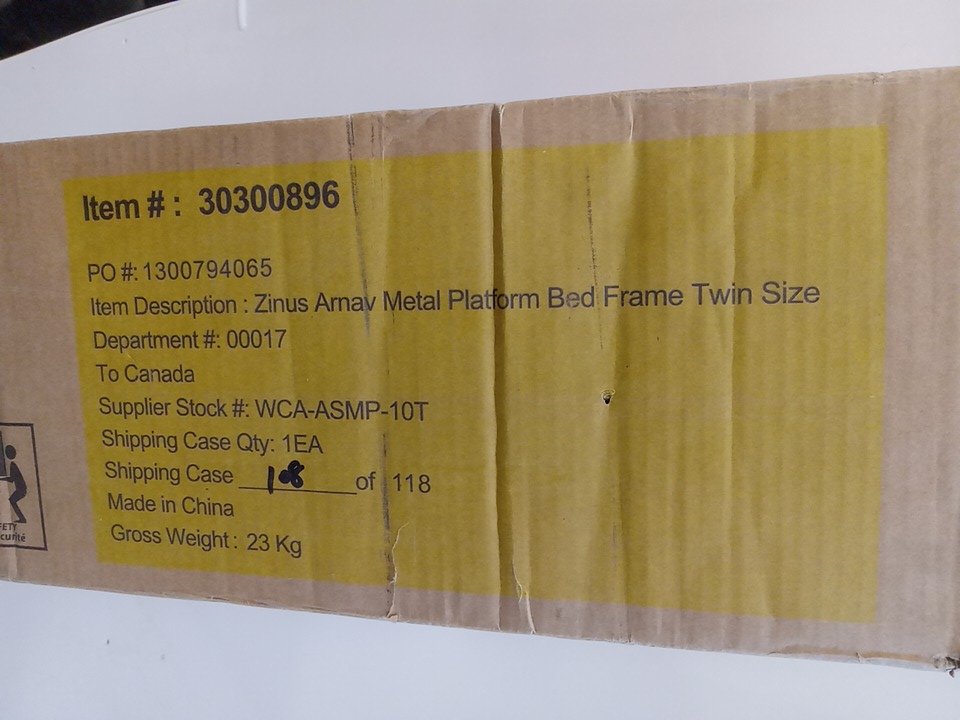 Item # : 30300896
PO #: 1300794065
Item Description : Zinus Arnav Metal Platform Bed Frame Twin Size
Department #: 00017
To Canada
Supplier Stock #: WCA-ASMP-10T
Shipping Case Qty: 1EA
Shipping Case 108 of 118
Made in China
Gross Weight : 23 Kg